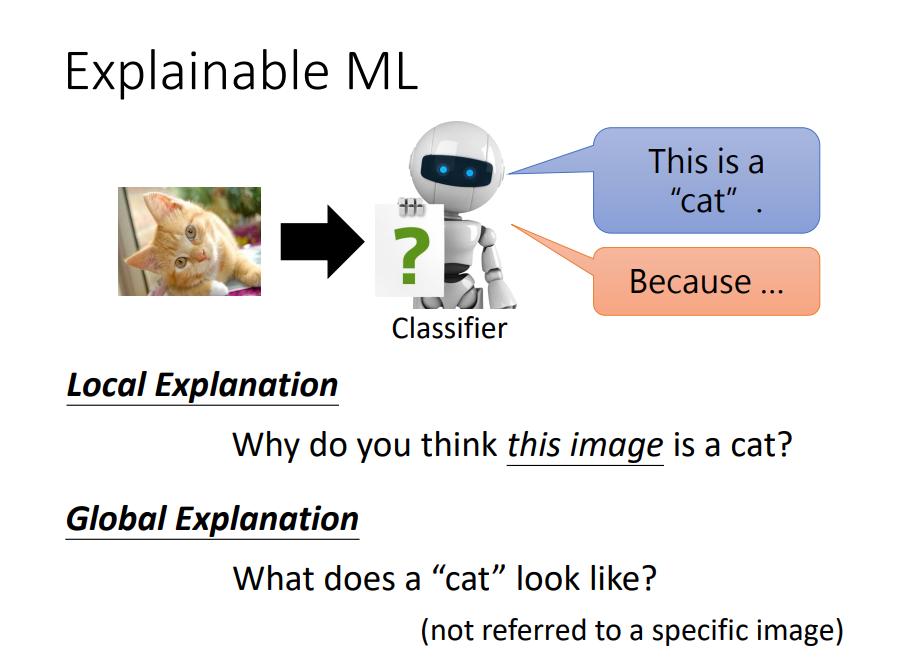 Explainable ML
This is a
“cat” .
Because …
?
Classifier
Local Explanation
Why do you think this image is a cat?
Global Explanation
What does a “cat” look like?
(not referred to a specific image)